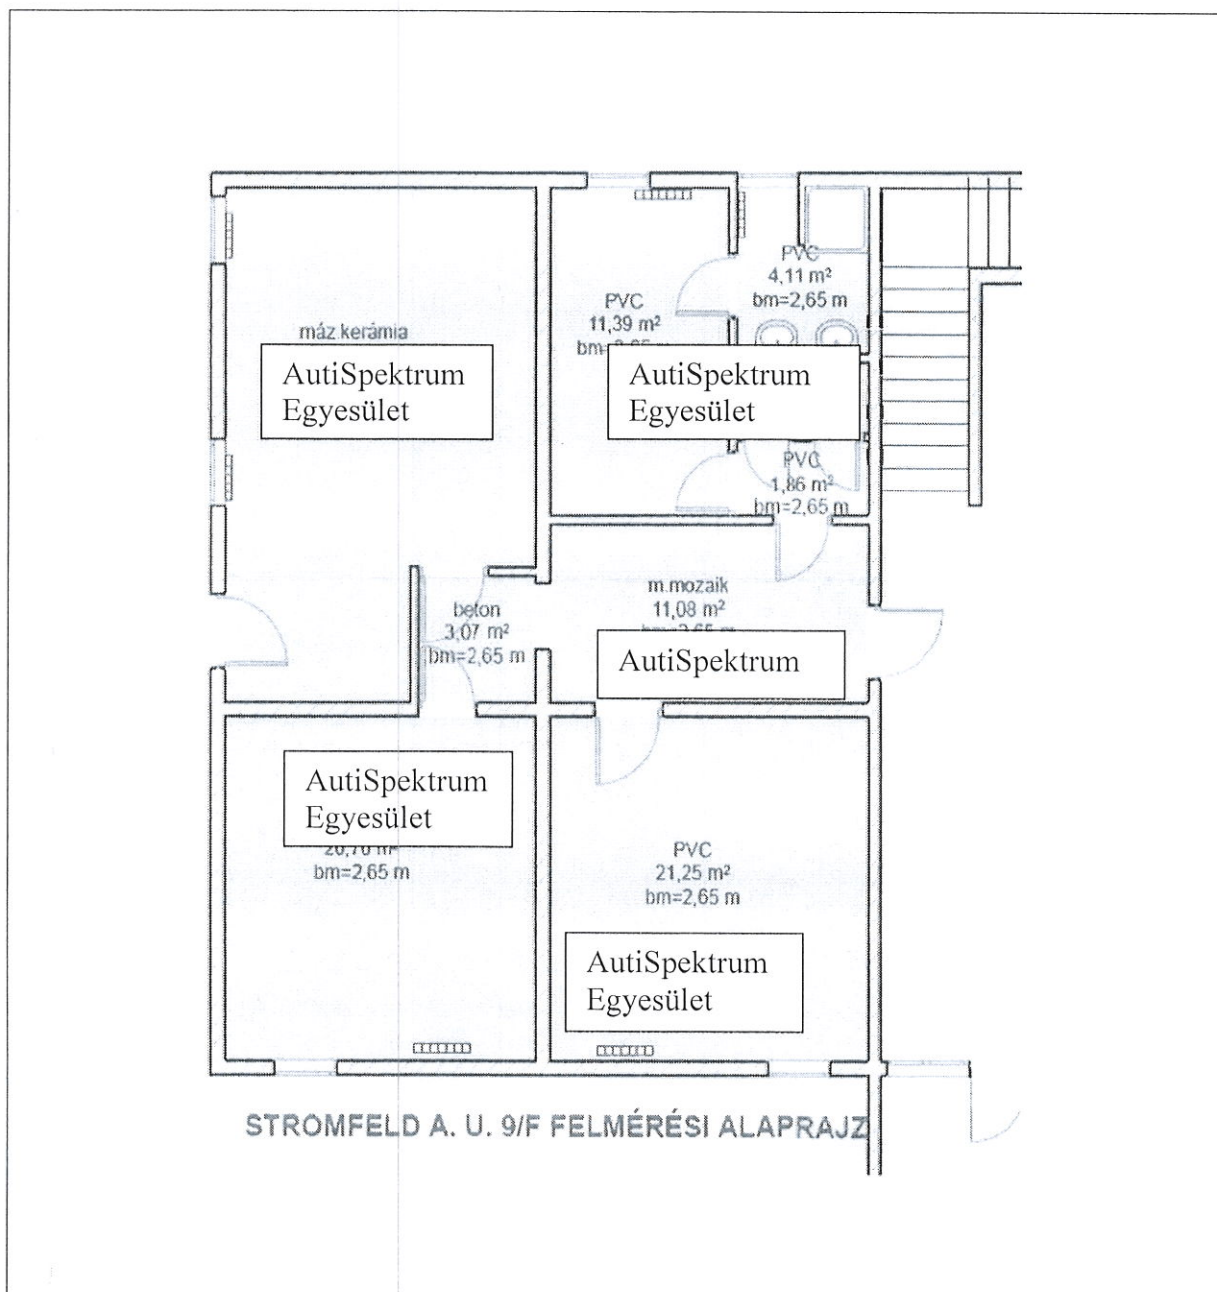 PVC
4,11 m²
bm=2,65 m
PVC
11,39 m²
máz.kerámia
AutiSpektrum
Egyesület
AutiSpektrum
Egyesület
PVC
1,86 m²
bm=2,65 m
m.mozaik
11,08 m²
beton
3,07 m²
bm=2,65 m
AutiSpektrum
AutiSpektrum
Egyesület
bm=2,65 m
PVC
21,25 m²
bm=2,65 m
AutiSpektrum
Egyesület
STROMFELD A. U. 9/F FELMÉRÉSI ALAPRAJZ